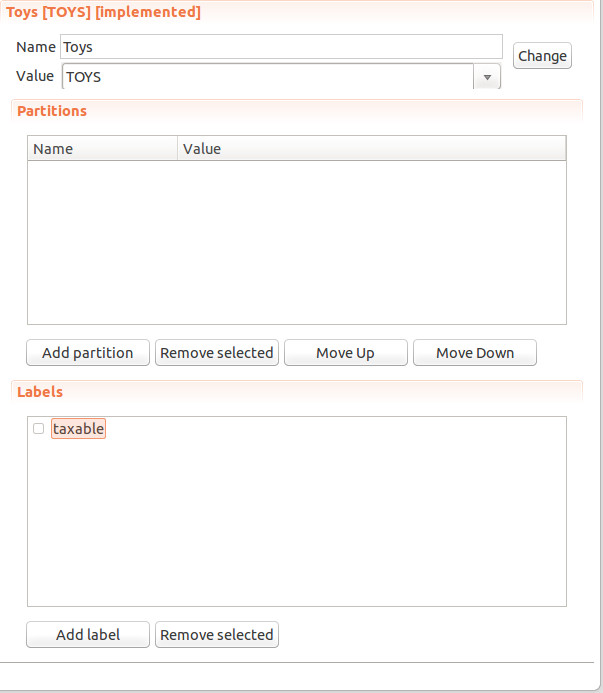 Toys [TOYS] [implemented]
Name Toys
Change
Value TOYS
Partitions
Name Value
Add partition Remove selected Move Up Move Down
Labels
taxable
Add label Remove selected